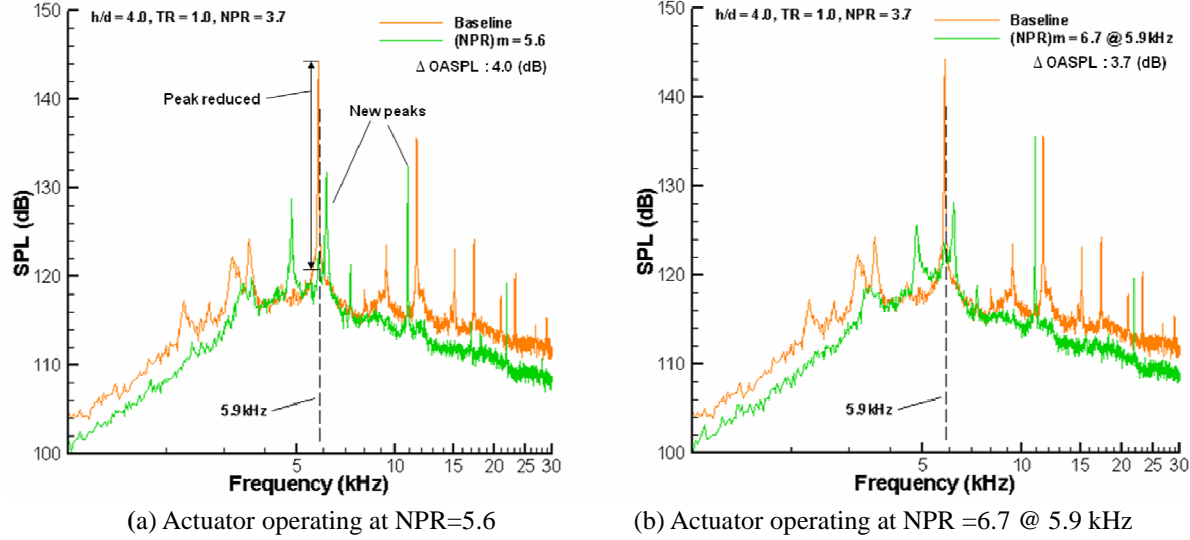 h/d = 4.0, TR = 1.0, NPR = 3.7
Baseline
(NPR)m = 5.6
Δ OASPL : 4.0 (dB)
Peak reduced
New peaks
5.9 kHz
SPL (dB)
150
140
130
120
110
100
5
10
15
20
25
30
Frequency (kHz)
(a) Actuator operating at NPR=5.6
h/d = 4.0, TR = 1.0, NPR = 3.7
Baseline
(NPR)m = 6.7 @ 5.9 kHz
Δ OASPL : 3.7 (dB)
5.9 kHz
SPL (dB)
150
140
130
120
110
100
5
10
15
20
25
30
Frequency (kHz)
(b) Actuator operating at NPR =6.7 @ 5.9 kHz